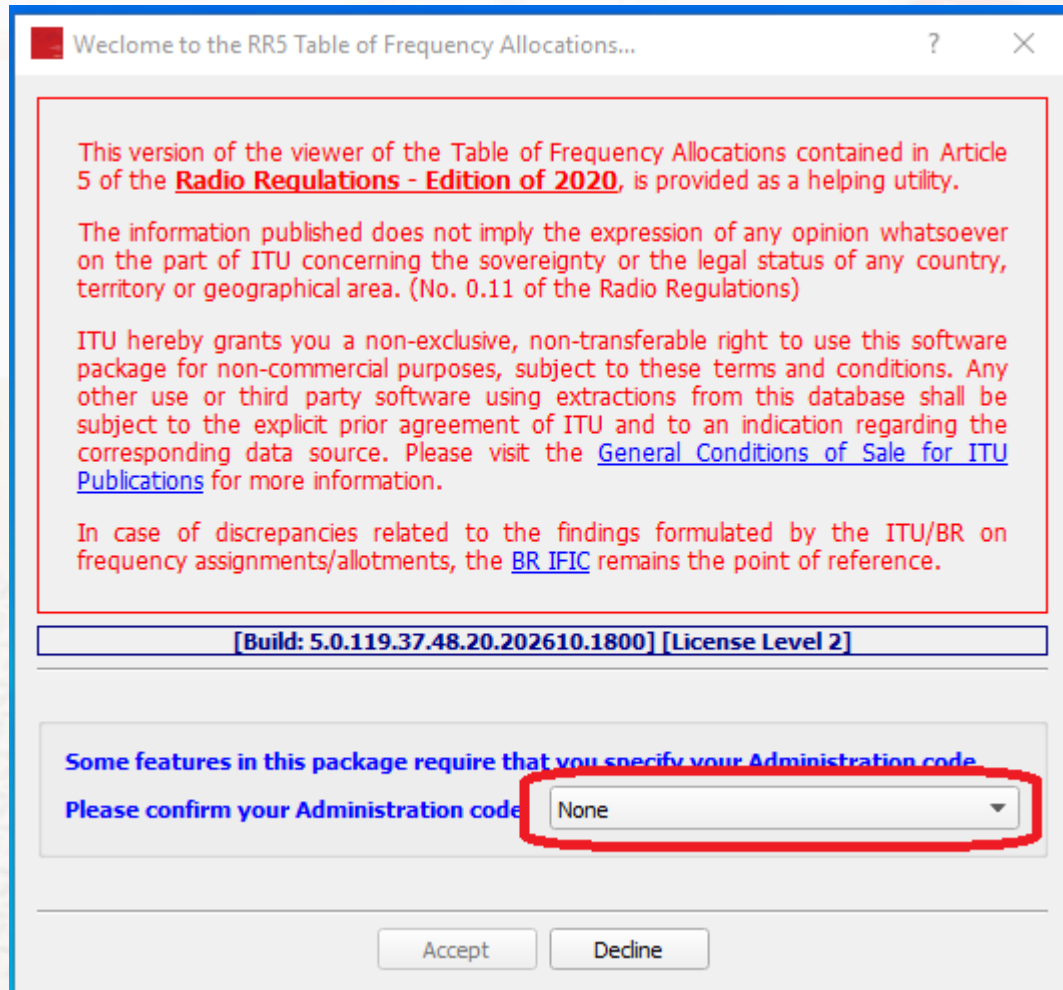 Weclome to the RR5 Table of Frequency Allocations...
This version of the viewer of the Table of Frequency Allocations contained in Article
5 of the Radio Regulations - Edition of 2020, is provided as a helping utility.
The information published does not imply the expression of any opinion whatsoever
on the part of ITU concerning the sovereignty or the legal status of any country,
territory or geographical area. (No. 0.11 of the Radio Regulations)
ITU hereby grants you a non-exclusive, non-transferable right to use this software
package for non-commercial purposes, subject to these terms and conditions. Any
other use or third party software using extractions from this database shall be
subject to the explicit prior agreement of ITU and to an indication regarding the
corresponding data source. Please visit the General Conditions of Sale for ITU
Publications for more information.
In case of discrepancies related to the findings formulated by the ITU/BR on
frequency assignments/allotments, the BR IFIC remains the point of reference.
[Build: 5.0.119.37.48.20.202610.1800] [License Level 2]
Some features in this package require that you specify your Administration code
Please confirm your Administration code
None
Accept Decline